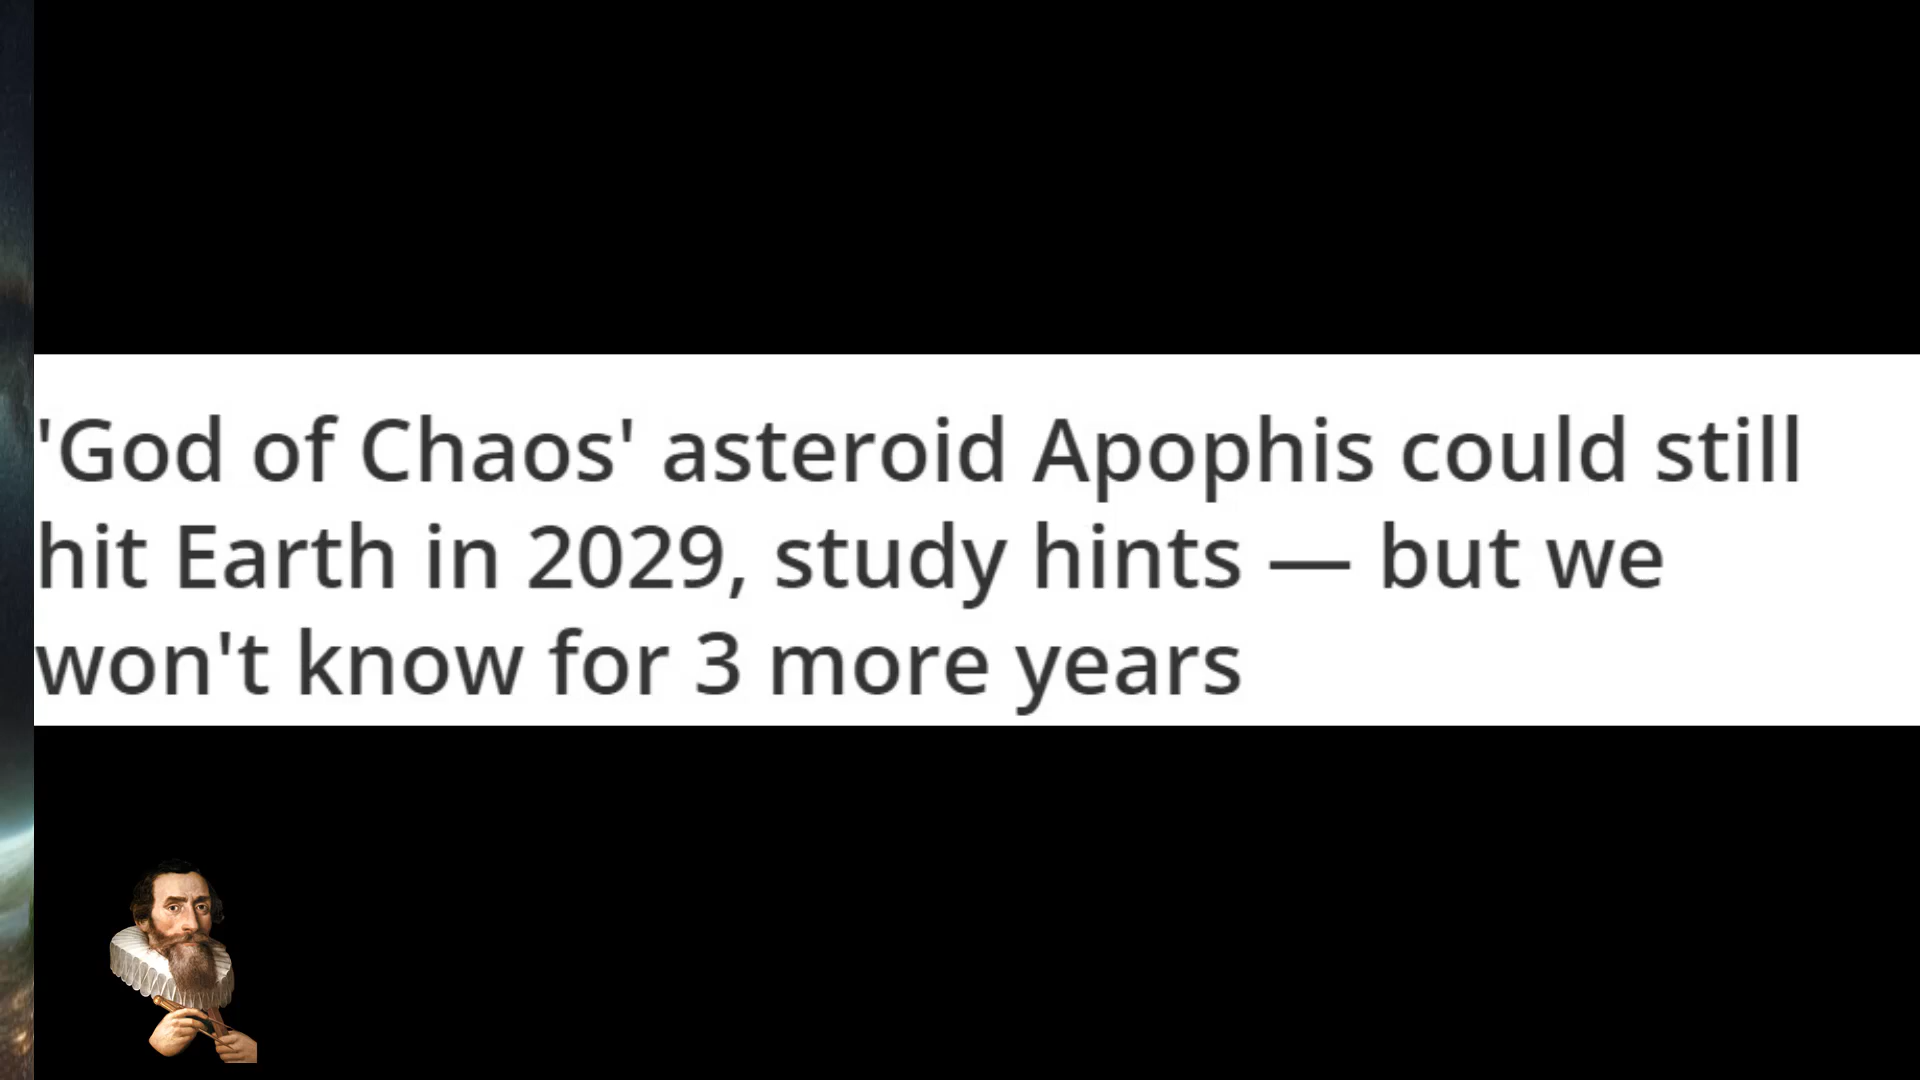 'God of Chaos' asteroid Apophis could still
hit Earth in 2029, study hints — but we
won't know for 3 more years